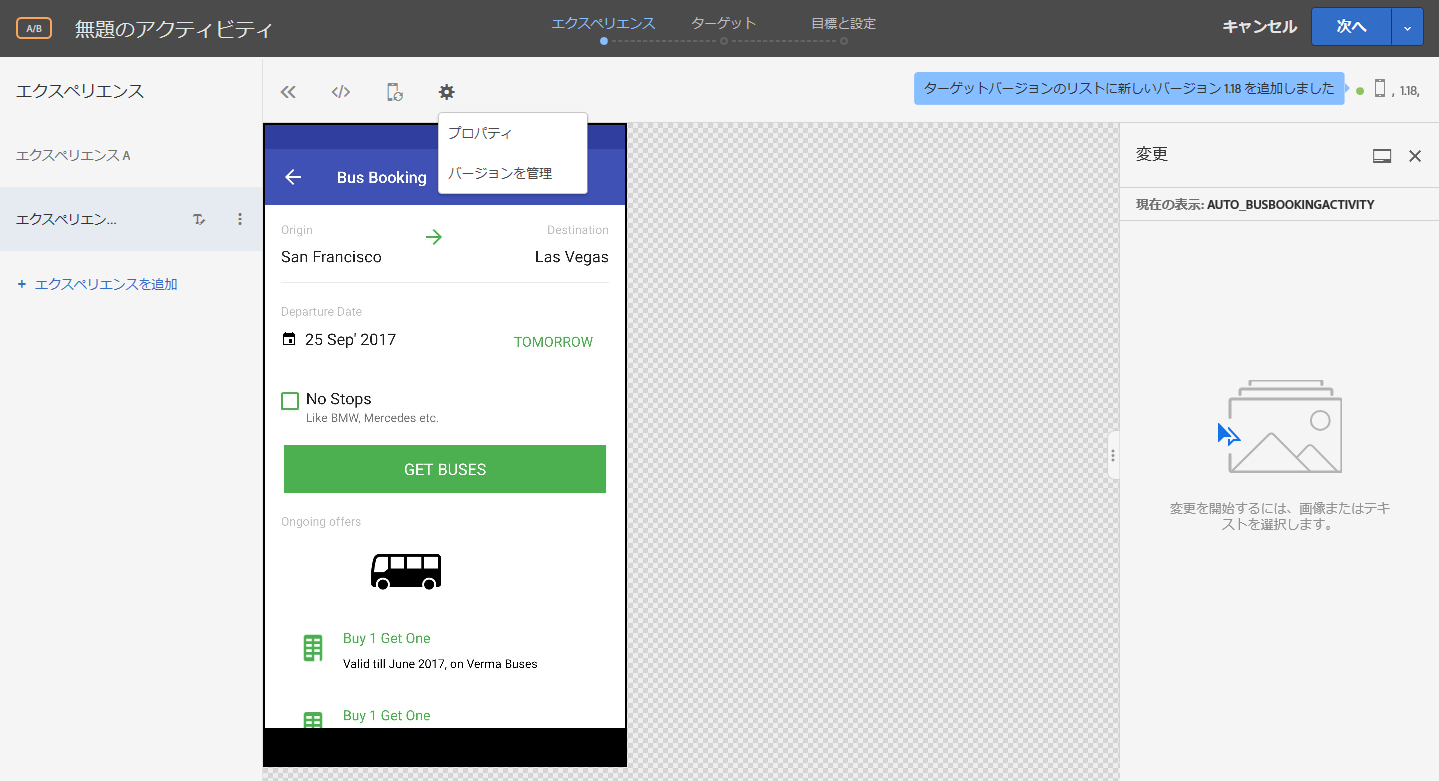 A/B
無題のアクティビティ
エクスペリエンス
ターゲット
目標と設定
キャンセル
次へ
エクスペリエンス
ターゲットバージョンのリストに新しいバージョン 1.18 を追加しました
, 1.18,
エクスペリエンス A
エクスペリエン...
+ エクスペリエンスを追加
プロパティ
バージョンを管理
Bus Booking
Origin
Destination
San Francisco
Las Vegas
Departure Date
25 Sep' 2017
TOMORROW
No Stops
Like BMW, Mercedes etc.
GET BUSES
Ongoing offers
Buy 1 Get One
Valid till June 2017, on Verma Buses
Buy 1 Get One
変更
現在の表示: AUTO_BUSBOOKINGACTIVITY
変更を開始するには、画像またはテキ
ストを選択します。